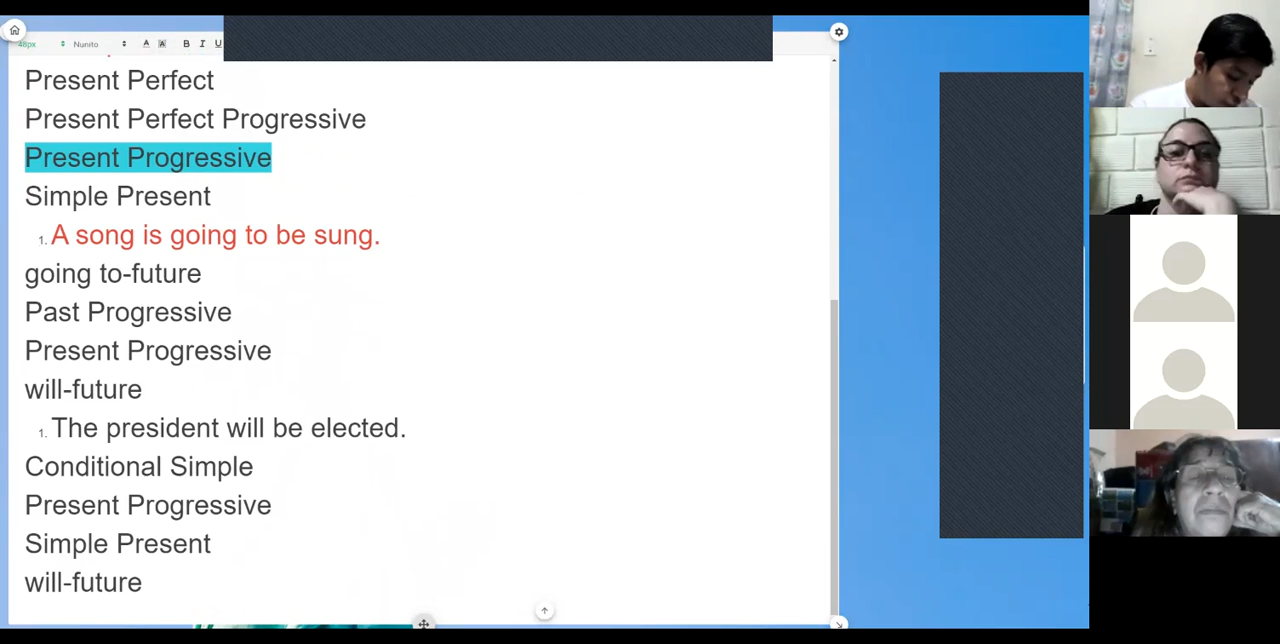 48px Nunito A A B I U
Present Perfect
Present Perfect Progressive
Present Progressive
Simple Present
1. A song is going to be sung.
going to-future
Past Progressive
Present Progressive
will-future
1. The president will be elected.
Conditional Simple
Present Progressive
Simple Present
will-future